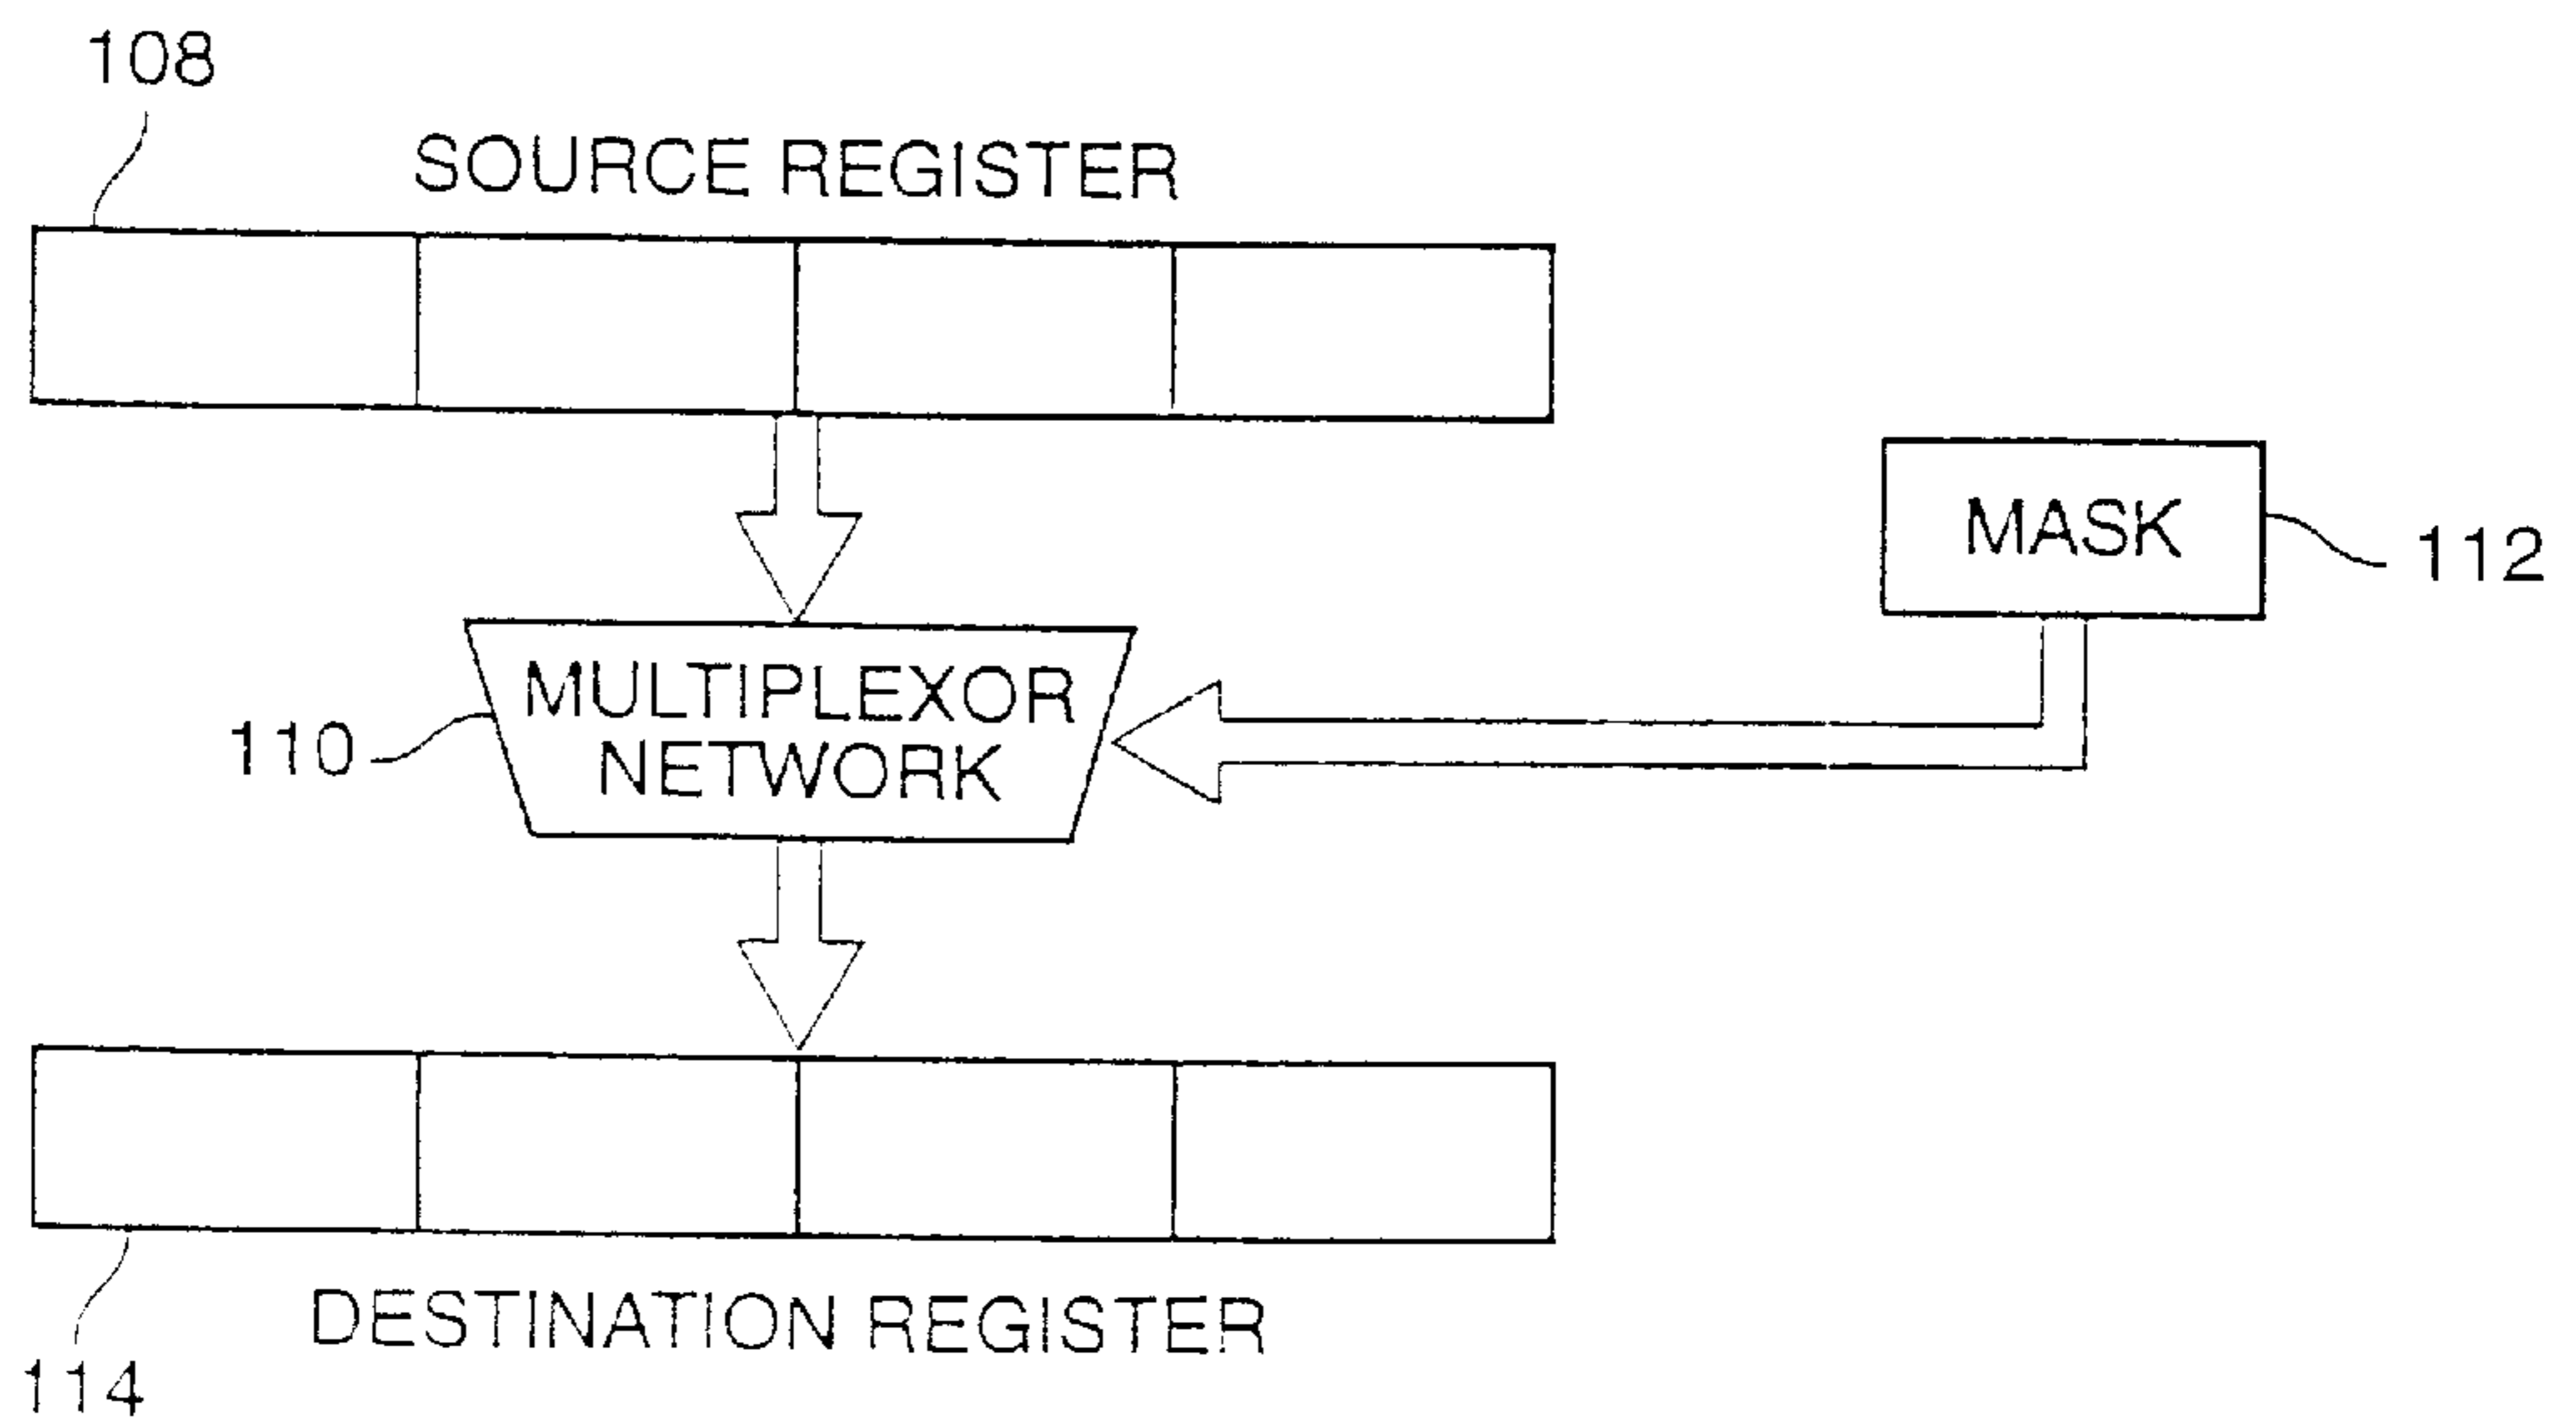 108
SOURCE REGISTER
MASK
112
MULTIPLEXOR
NETWORK
110
DESTINATION REGISTER
114